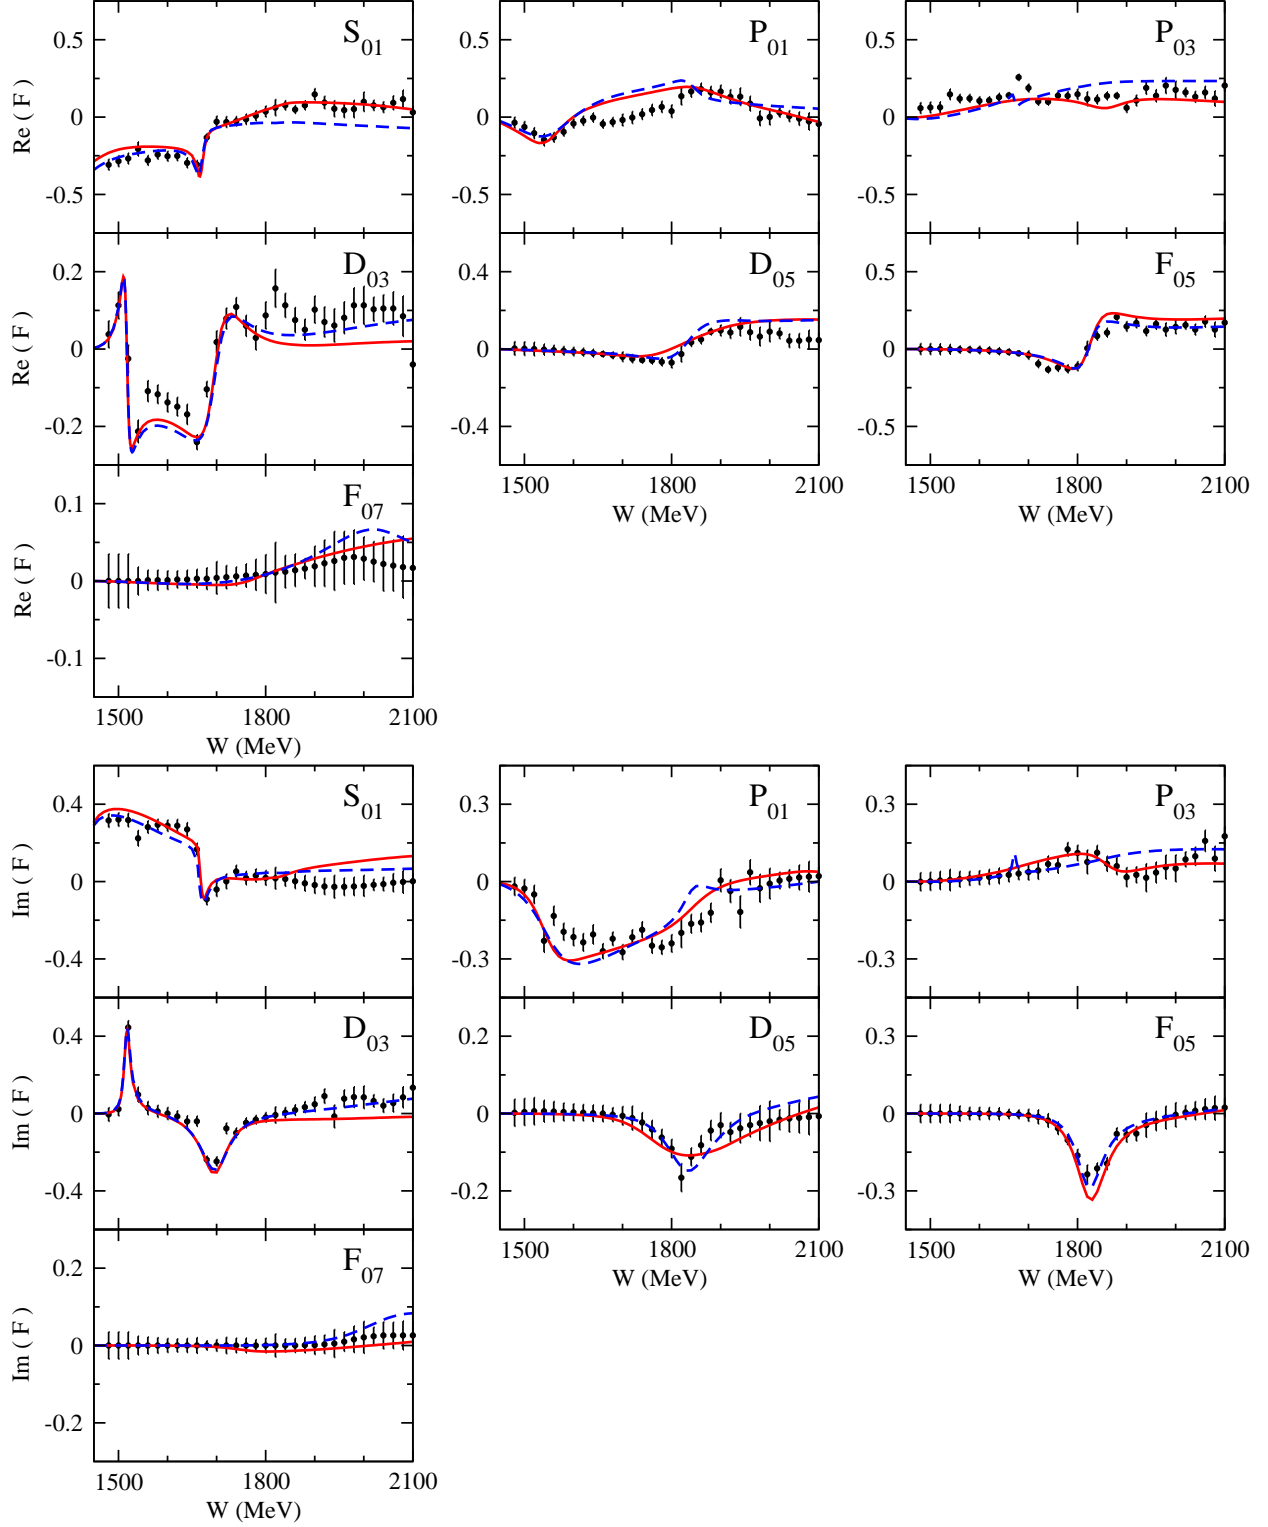 S01 P01 P03
0.5 0.5 0.5
Re ( F )
0 0 0
-0.5 -0.5 -0.5
D03 D05 F05
0.2 0.4 0.5
Re ( F )
0 0 0
-0.2 -0.4 -0.5
1500 1800 2100 1500 1800 2100
W (MeV) W (MeV)
F07
0.1
Re ( F )
0
-0.1
1500 1800 2100
W (MeV)
S01 P01 P03
0.4 0.3 0.3
Im ( F )
0 0 0
-0.4 -0.3 -0.3
D03 D05 F05
0.4 0.2 0.3
Im ( F )
0 0 0
-0.4 -0.2 -0.3
1500 1800 2100 1500 1800 2100
W (MeV) W (MeV)
F07
0.2
Im ( F )
0
-0.2
1500 1800 2100
W (MeV)